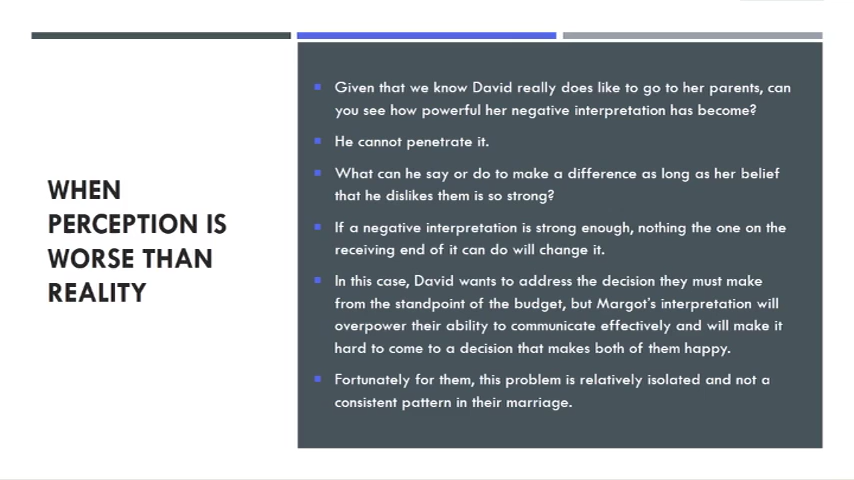 WHEN
PERCEPTION IS
WORSE THAN
REALITY
Given that we know David really does like to go to her parents, can
you see how powerful her negative interpretation has become?
He cannot penetrate it.
What can he say or do to make a difference as long as her belief
that he dislikes them is so strong?
If a negative interpretation is strong enough, nothing the one on the
receiving end of it can do will change it.
In this case, David wants to address the decision they must make
from the standpoint of the budget, but Margot's interpretation will
overpower their ability to communicate effectively and will make it
hard to come to a decision that makes both of them happy.
Fortunately for them, this problem is relatively isolated and not a
consistent pattern in their marriage.